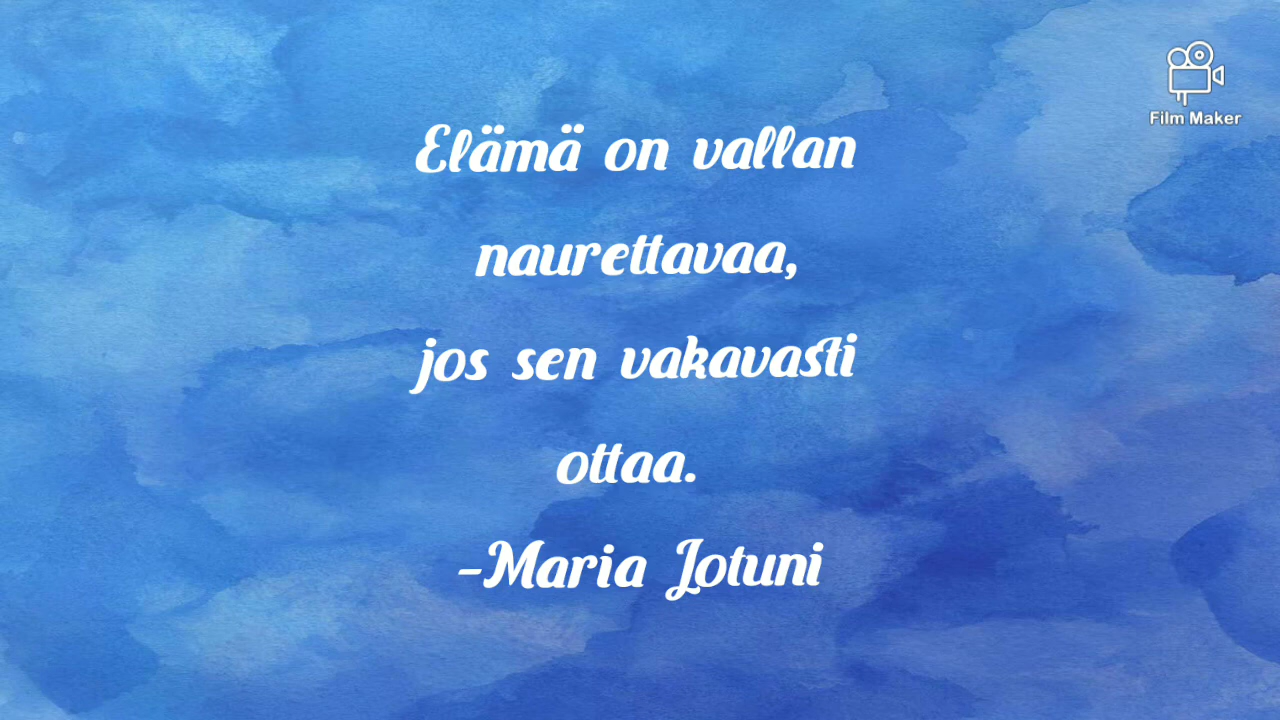 Film Maker
Elämä on vallan
naurettavaa,
jos sen vakavasti
ottaa.
-Maria Jotuni